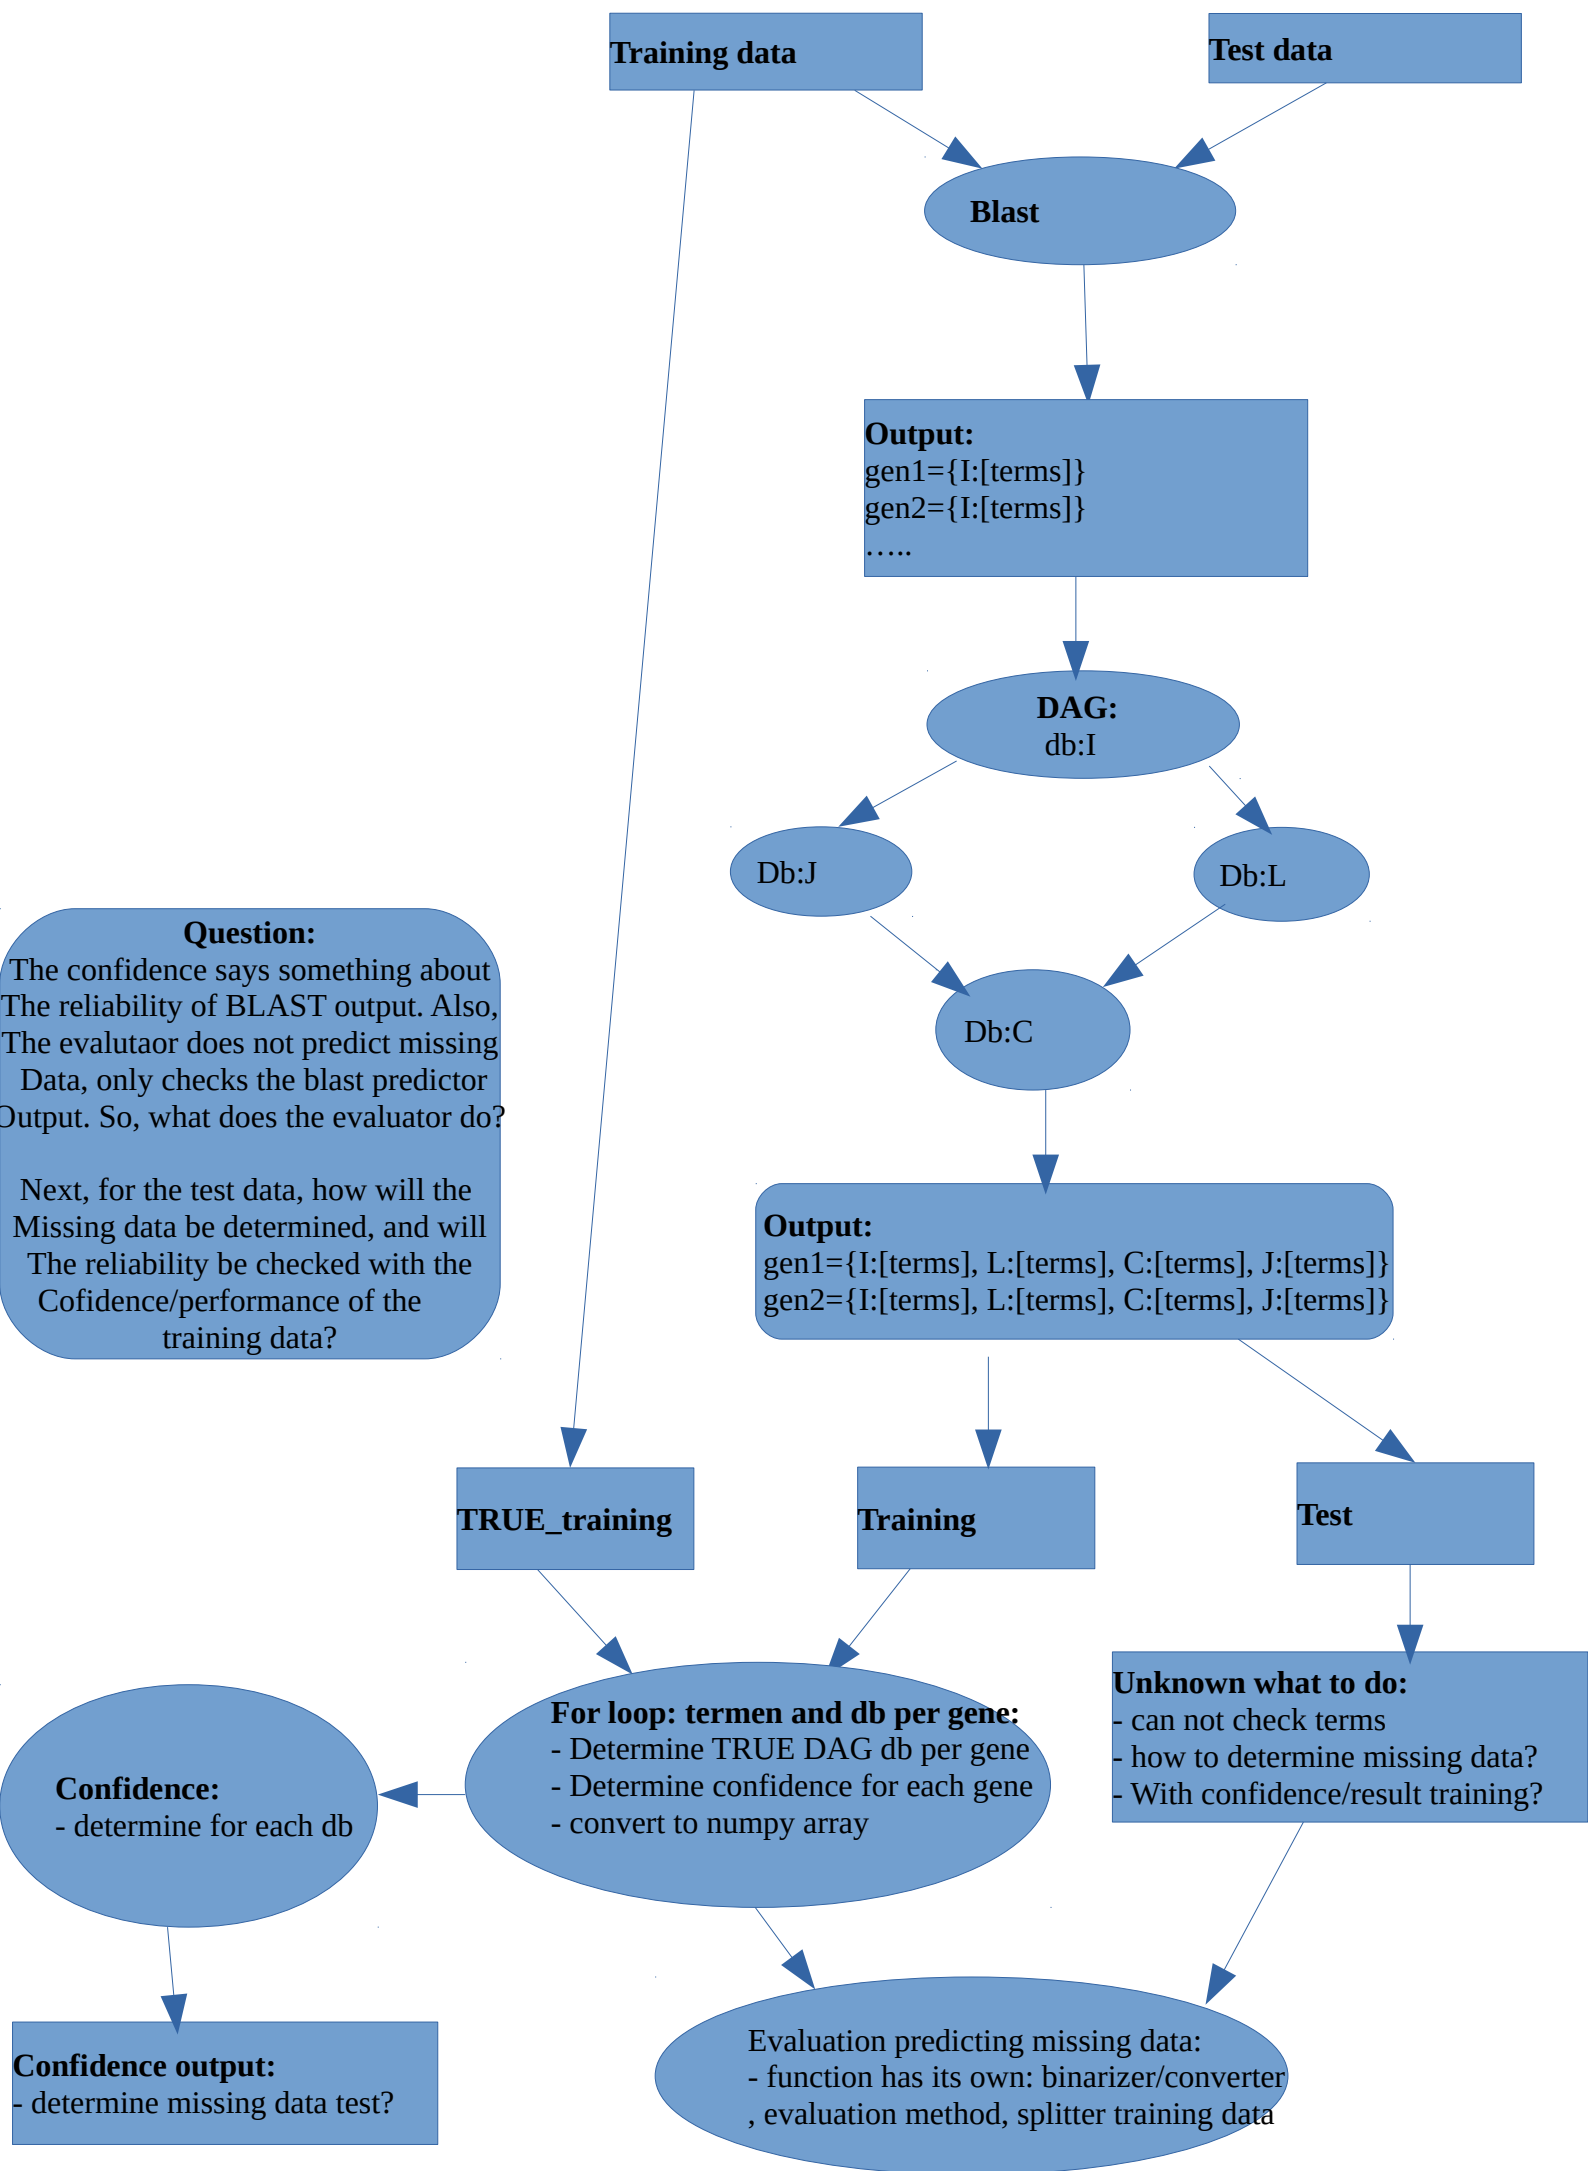 Training data
Test data
Blast
Output:
gen1={I:[terms]}
gen2={I:[terms]}
…..
DAG:
db:I
Db:J
Db:L
Db:C
Question:
The confidence says something about
The reliability of BLAST output. Also,
The evalutaor does not predict missing
Data, only checks the blast predictor
Output. So, what does the evaluator do?
Next, for the test data, how will the
Missing data be determined, and will
The reliability be checked with the
Cofidence/performance of the
training data?
Output:
gen1={I:[terms], L:[terms], C:[terms], J:[terms]}
gen2={I:[terms], L:[terms], C:[terms], J:[terms]}
TRUE_training
Training
Test
For loop: termen and db per gene:
- Determine TRUE DAG db per gene
- Determine confidence for each gene
- convert to numpy array
Unknown what to do:
- can not check terms
- how to determine missing data?
- With confidence/result training?
Confidence:
- determine for each db
Confidence output:
- determine missing data test?
Evaluation predicting missing data:
- function has its own: binarizer/converter
, evaluation method, splitter training data